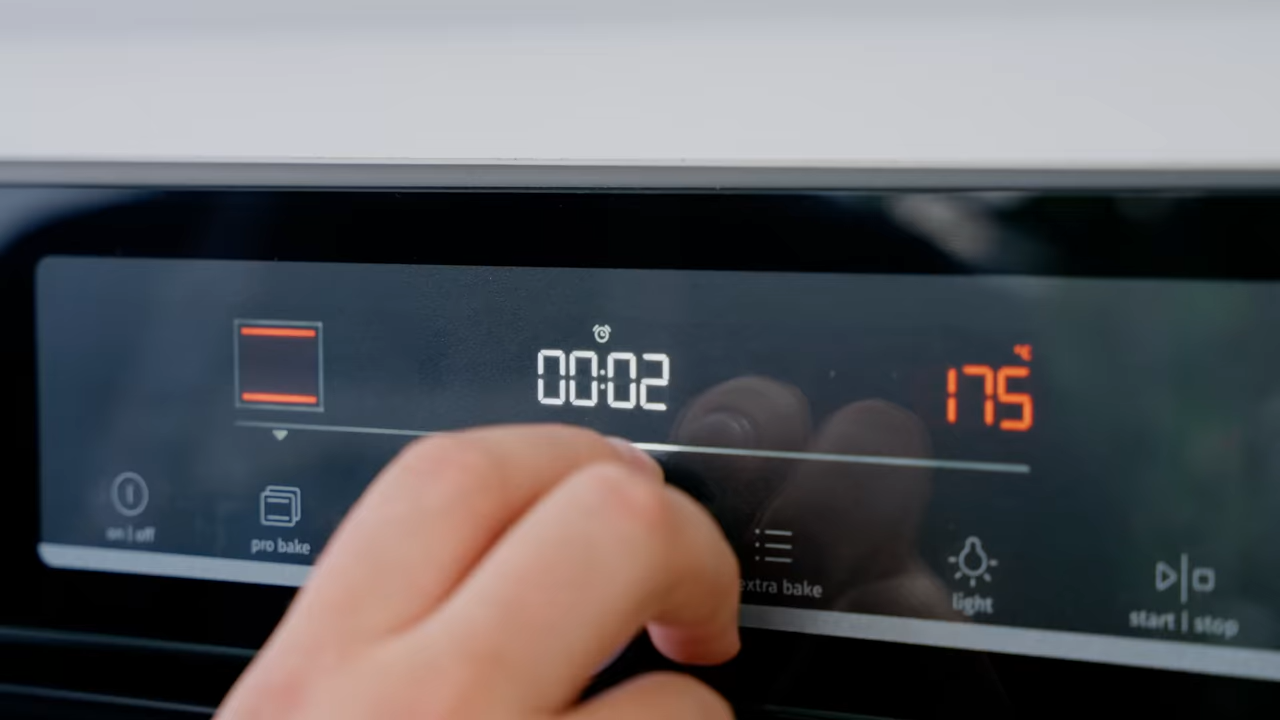 00:02
175
°C
on | off
pro bake
extra bake
light
start | stop